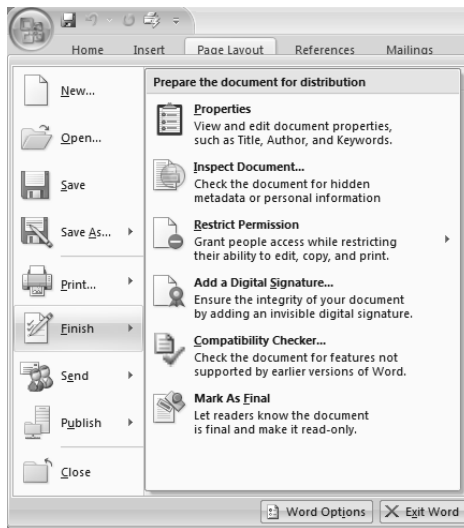 Home Insert Page Layout References Mailings
New...
Open...
Save
Save As...
Print...
Finish
Send
Publish
Close
Prepare the document for distribution
Properties
View and edit document properties,
such as Title, Author, and Keywords.
Inspect Document...
Check the document for hidden
metadata or personal information
Restrict Permission
Grant people access while restricting
their ability to edit, copy, and print.
Add a Digital Signature...
Ensure the integrity of your document
by adding an invisible digital signature.
Compatibility Checker...
Check the document for features not
supported by earlier versions of Word.
Mark As Final
Let readers know the document
is final and make it read-only.
Word Options Exit Word